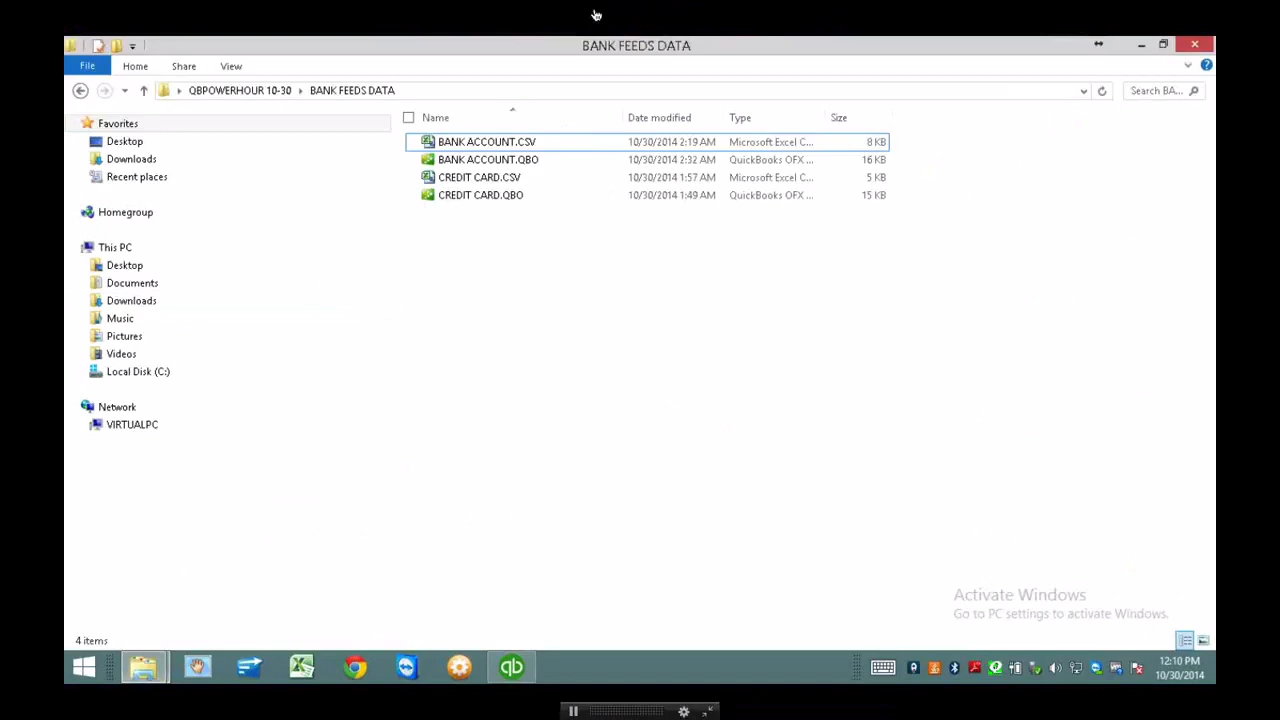 BANK FEEDS DATA
File Home Share View
QBPOWERHOUR 10-30 BANK FEEDS DATA Search BA...
Name Date modified Type Size
Favorites
Desktop
Downloads
Recent places
Homegroup
This PC
Desktop
Documents
Downloads
Music
Pictures
Videos
Local Disk (C:)
Network
VIRTUALPC
BANK ACCOUNT.CSV 10/30/2014 2:19 AM Microsoft Excel C... 8 KB
BANK ACCOUNT.QBO 10/30/2014 2:32 AM QuickBooks OFX ... 16 KB
CREDIT CARD.CSV 10/30/2014 1:57 AM Microsoft Excel C... 5 KB
CREDIT CARD.QBO 10/30/2014 1:49 AM QuickBooks OFX ... 15 KB
Activate Windows
Go to PC settings to activate Windows.
4 items
qb
12:10 PM
10/30/2014